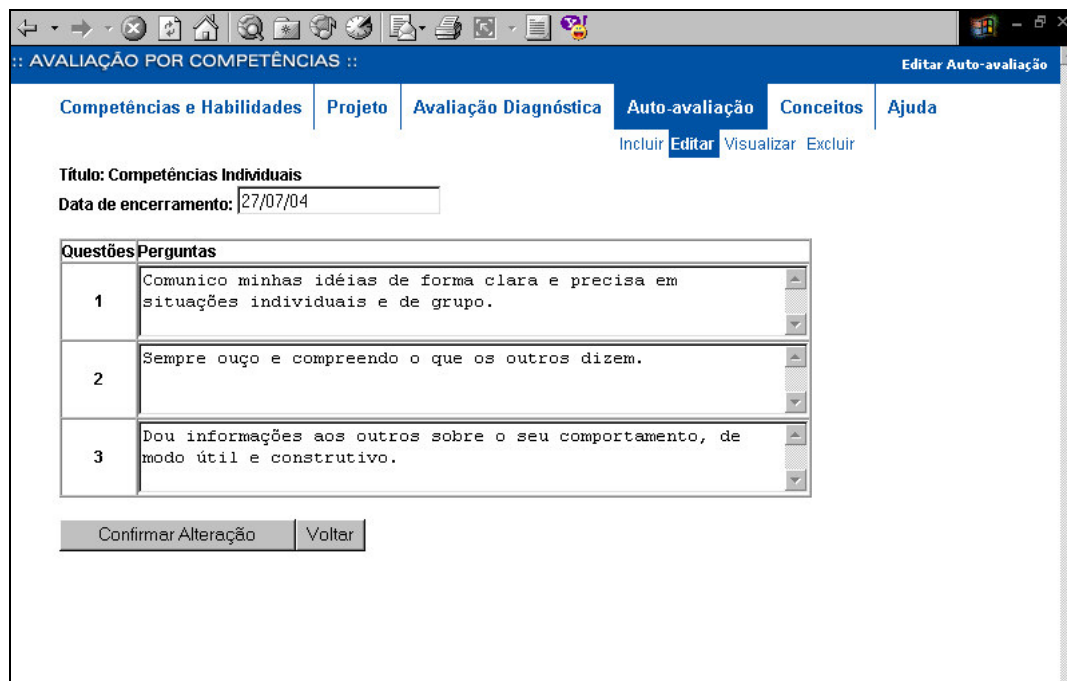 :: AVALIAÇÃO POR COMPETÊNCIAS ::
Editar Auto-avaliação
Competências e Habilidades Projeto Avaliação Diagnóstica Auto-avaliação Conceitos Ajuda
Incluir Editar Visualizar Excluir
Título: Competências Individuais
Data de encerramento: 27/07/04
Questões Perguntas
1
Comunico minhas idéias de forma clara e precisa em
situações individuais e de grupo.
2
Sempre ouço e compreendo o que os outros dizem.
3
Dou informações aos outros sobre o seu comportamento, de
modo útil e construtivo.
Confirmar Alteração Voltar